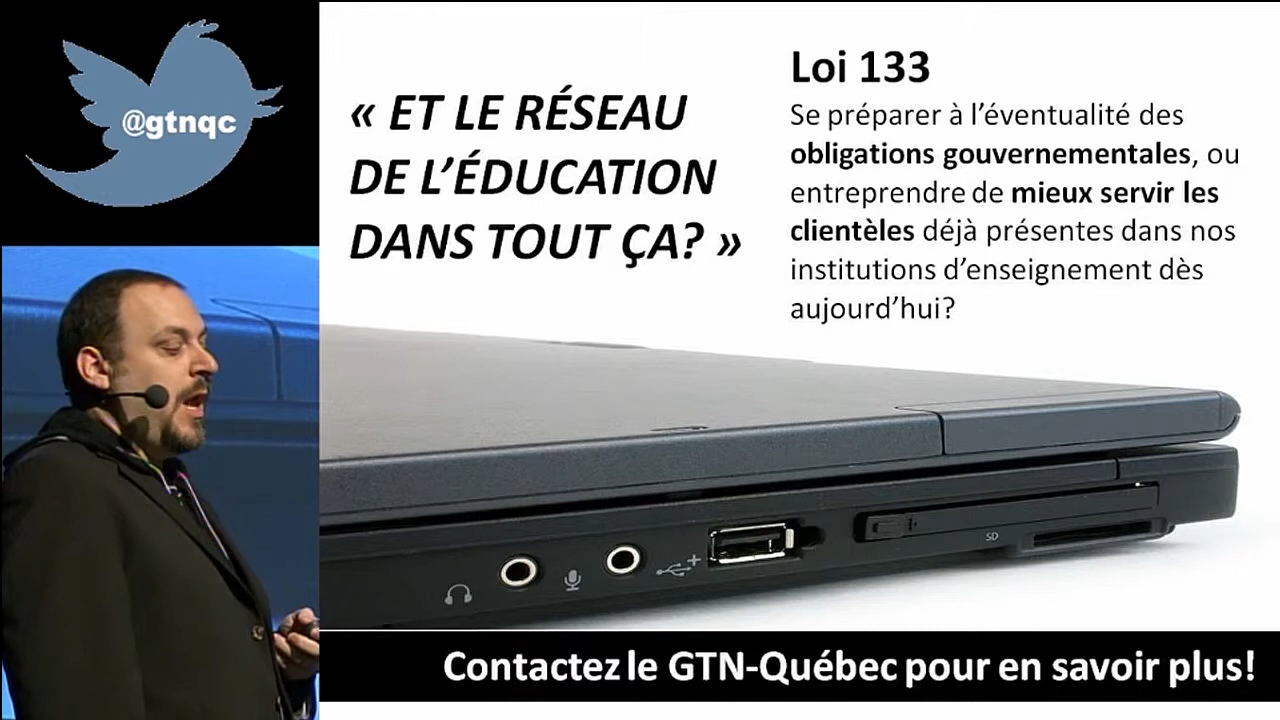 @gtnqc
« ET LE RÉSEAU
DE L'ÉDUCATION
DANS TOUT ÇA? »
Loi 133
Se préparer à l'éventualité des
obligations gouvernementales, ou
entreprendre de mieux servir les
clientèles déjà présentes dans nos
institutions d'enseignement dès
aujourd'hui?
SD
Contactez le GTN-Québec pour en savoir plus!